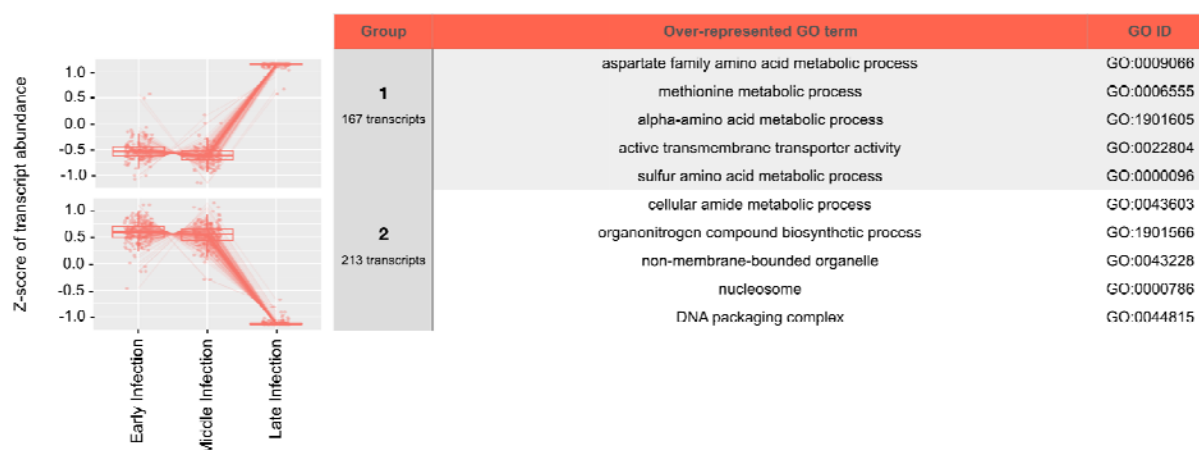 Group Over-represented GO term GO ID
1
167 transcripts
aspartate family amino acid metabolic process GO:0009066
methionine metabolic process GO:0006555
alpha-amino acid metabolic process GO:1901605
active transmembrane transporter activity GO:0022804
sulfur amino acid metabolic process GO:0000096
2
213 transcripts
cellular amide metabolic process GO:0043603
organonitrogen compound biosynthetic process GO:1901566
non-membrane-bounded organelle GO:0043228
nucleosome GO:0000786
DNA packaging complex GO:0044815
Z-score of transcript abundance
1.0
0.5
0.0
-0.5
-1.0
1.0
0.5
0.0
-0.5
-1.0
Early Infection
Middle Infection
Late Infection